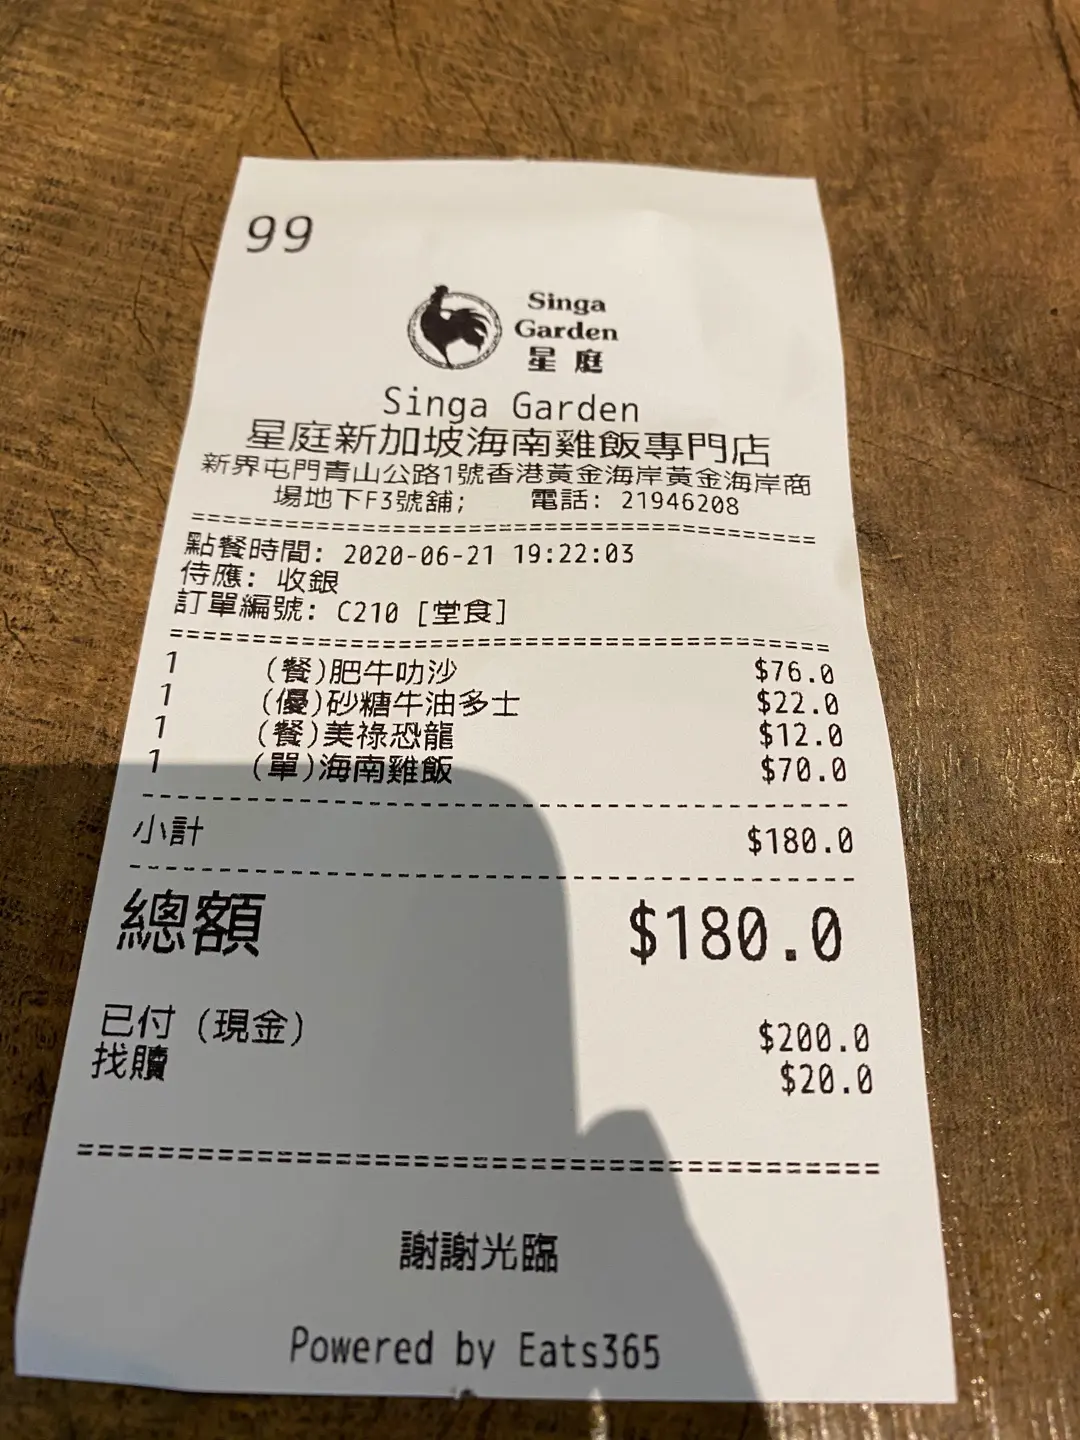 99
Singa
Garden
星庭
Singa Garden
星庭新加坡海南雞飯專門店
新界屯門青山公路1號香港黃金海岸黃金海岸商
場地下F3號舖; 電話: 21946208
點餐時間: 2020-06-21 19:22:03
侍應: 收銀
訂單編號: C210 [堂食]
1 (餐)肥牛叻沙 $76.0
1 (優)砂糖牛油多士 $22.0
1 (餐)美祿恐龍 $12.0
1 (單)海南雞飯 $70.0
小計 $180.0
總額 $180.0
已付 (現金) $200.0
找贖 $20.0
謝謝光臨
Powered by Eats365